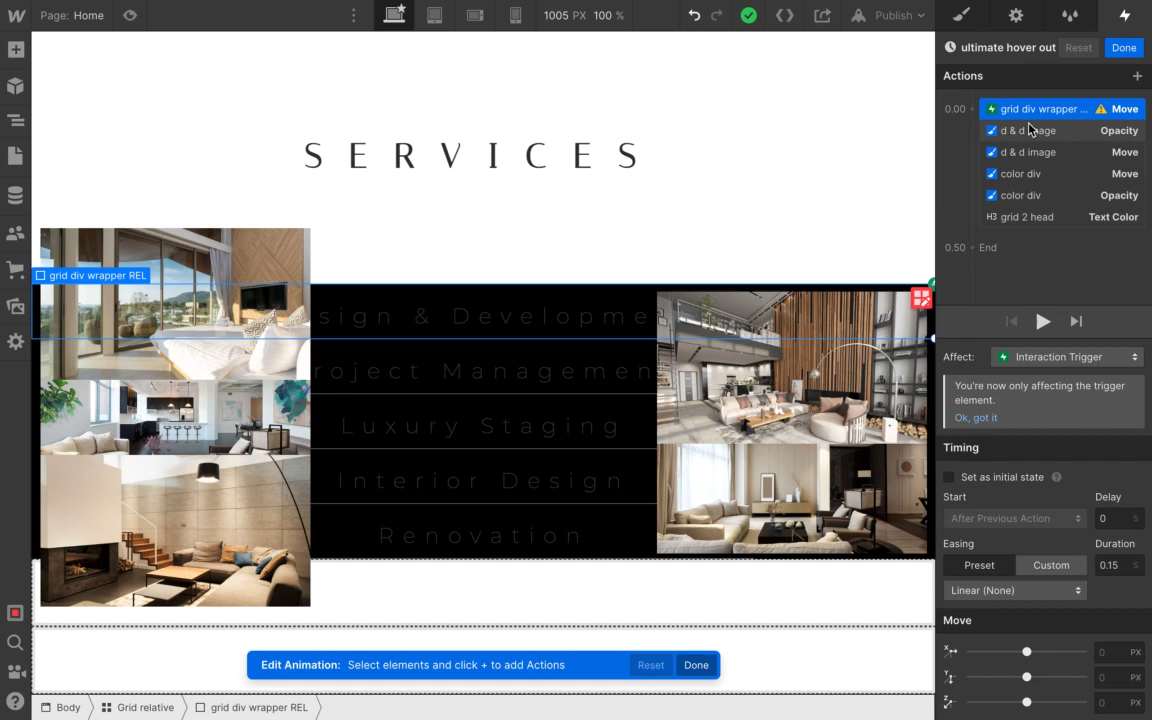 Page: Home
1005 PX 100 %
Publish
ultimate hover out
Reset
Done
Actions
0.00
grid div wrapper ... Move
d & d image Opacity
d & d image Move
color div Move
color div Opacity
H3 grid 2 head Text Color
0.50 End
SERVICES
grid div wrapper REL
sign & Developme
roject Managemen
Luxury Staging
Interior Design
Renovation
Affect: Interaction Trigger
You're now only affecting the trigger
element.
Ok, got it
Timing
Set as initial state
Start Delay
After Previous Action 0 S
Easing Duration
Preset Custom 0.15 S
Linear (None)
Move
X 0 PX
Y 0 PX
Z 0 PX
Edit Animation: Select elements and click + to add Actions Reset Done
Body Grid relative grid div wrapper REL